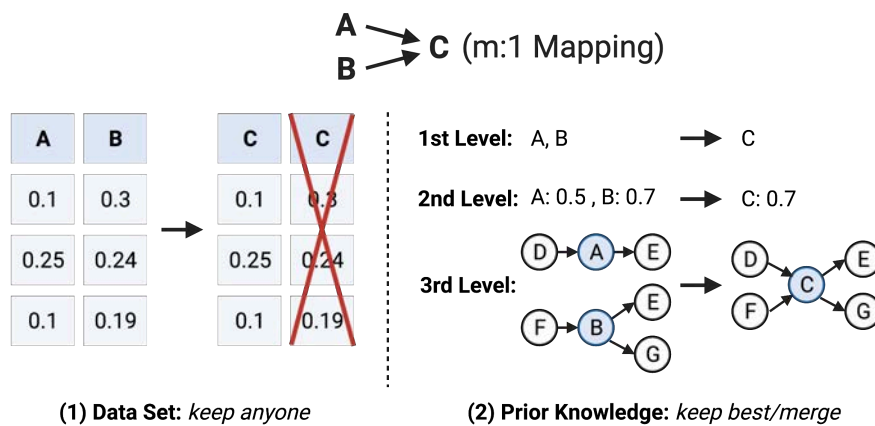 A
B
C (m:1 Mapping)
A B C C
0.1 0.3 0.1 0.3
0.25 0.24 0.25 0.24
0.1 0.19 0.1 0.19
(1) Data Set: keep anyone
1st Level: A, B C
2nd Level: A: 0.5 , B: 0.7 C: 0.7
3rd Level:
D A E
F B E G
D F C E G
(2) Prior Knowledge: keep best/merge